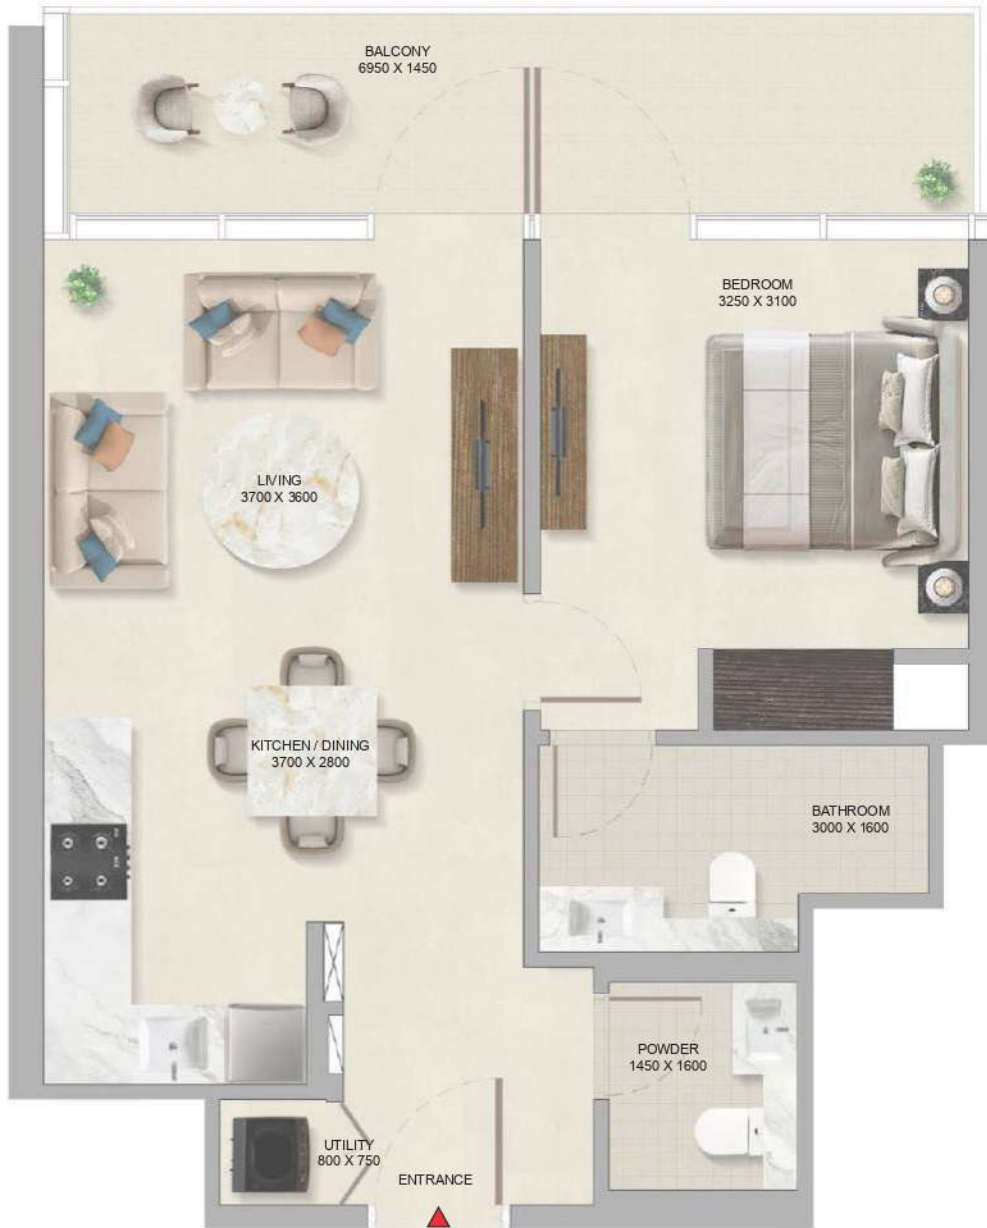 BALCONY
6950 X 1450
BEDROOM
3250 X 3100
LIVING
3700 X 3600
KITCHEN / DINING
3700 X 2800
BATHROOM
3000 X 1600
POWDER
1450 X 1600
UTILITY
800 X 750
ENTRANCE